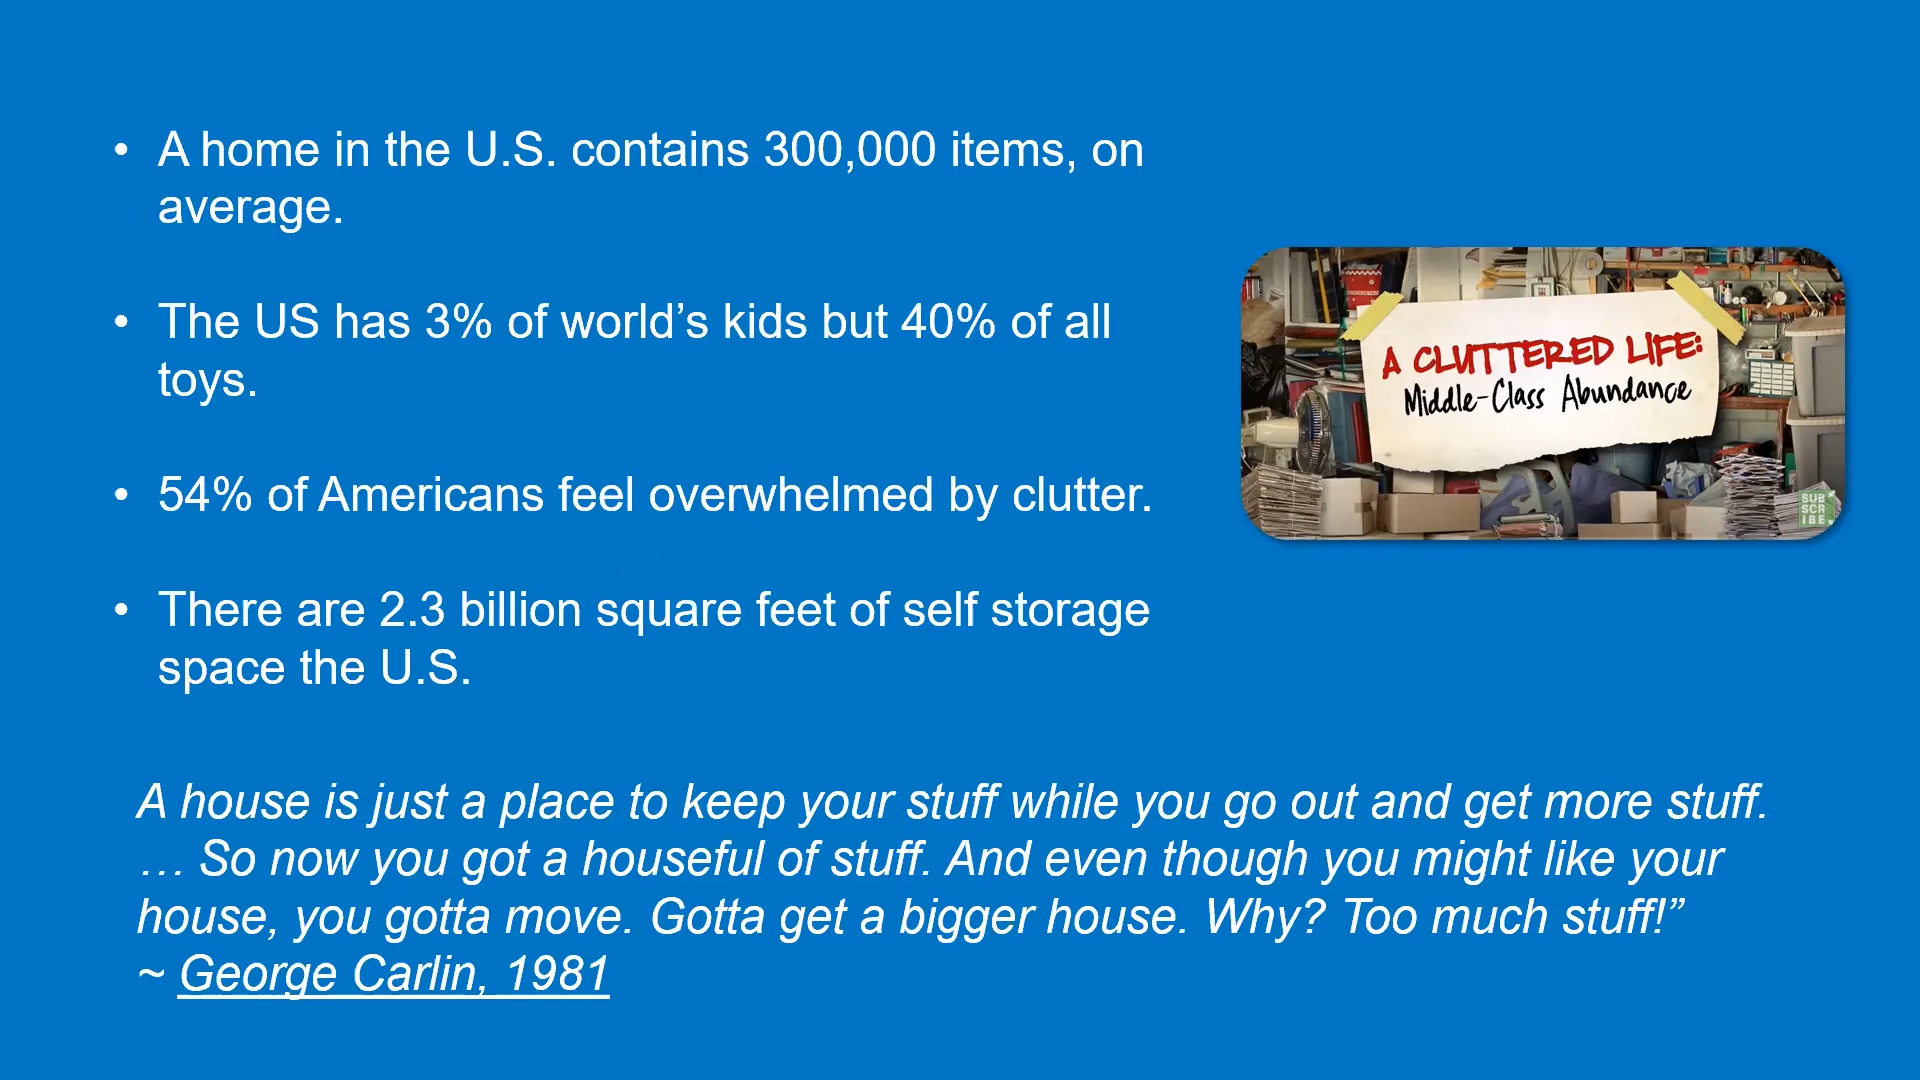 • A home in the U.S. contains 300,000 items, on
average.
• The US has 3% of world’s kids but 40% of all
toys.
• 54% of Americans feel overwhelmed by clutter.
• There are 2.3 billion square feet of self storage
space the U.S.
A CLUTTERED LIFE:
Middle-Class Abundance
SUB
SCR
IBE
A house is just a place to keep your stuff while you go out and get more stuff.
… So now you got a houseful of stuff. And even though you might like your
house, you gotta move. Gotta get a bigger house. Why? Too much stuff!”
~ George Carlin, 1981